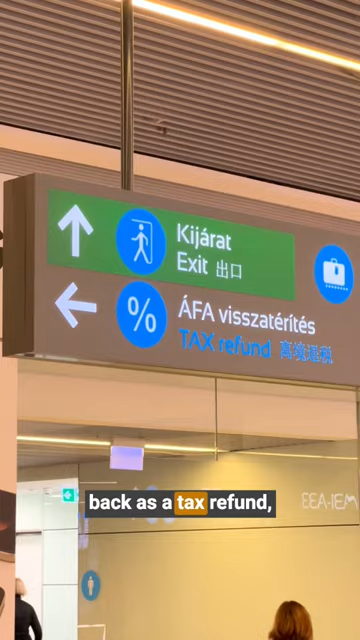 Kijárat
Exit 出口
%
ÁFA visszatérítés
TAX refund 离境退税
back as a tax refund,